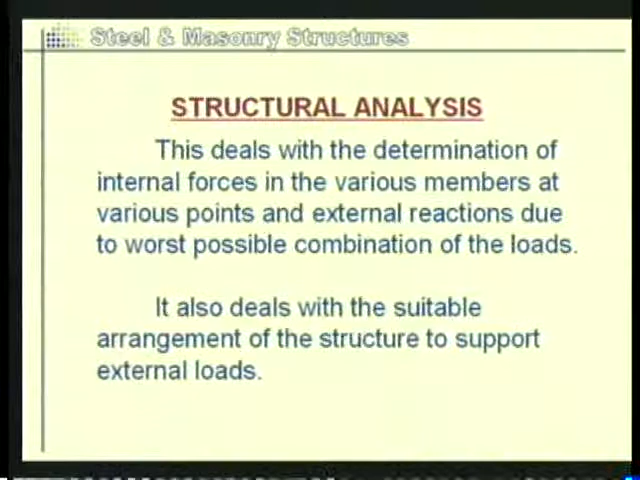 Steel & Masonry Structures
STRUCTURAL ANALYSIS
This deals with the determination of
internal forces in the various members at
various points and external reactions due
to worst possible combination of the loads.
It also deals with the suitable
arrangement of the structure to support
external loads.